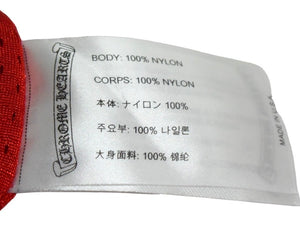 CHROME HEARTS
BODY: 100% NYLON
CORPS: 100% NYLON
本体: ナイロン 100%
주요부: 100% 나일론
大身面料: 100% 锦纶
MADE IN U.S.A.